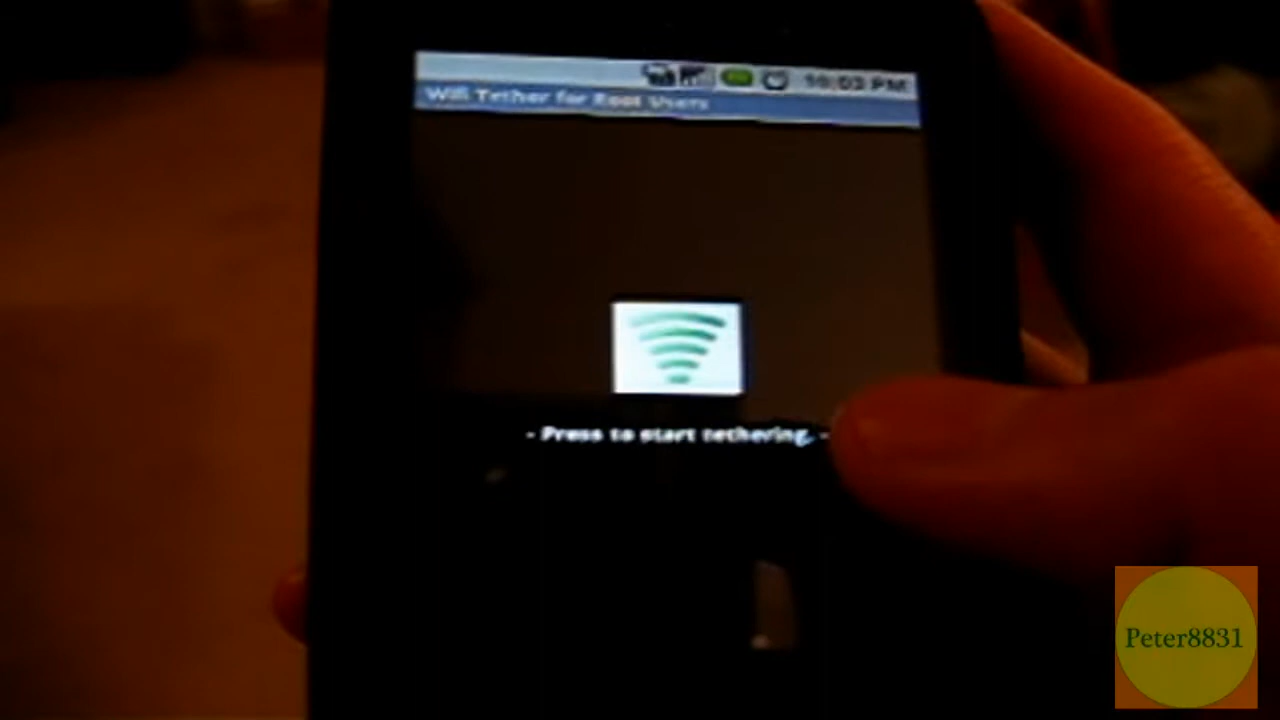 10:03 PM
Wifi Tether for Root Users
- Press to start tethering. -
Peter8831